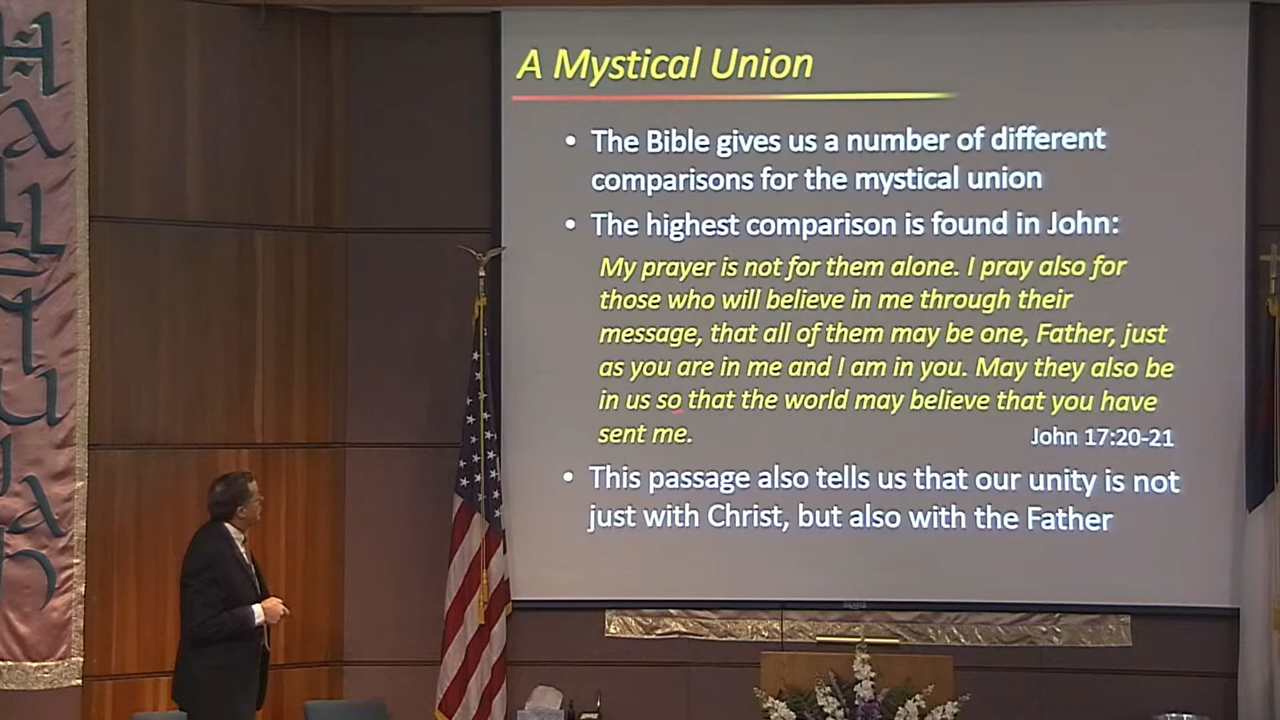 Halleluyah
A Mystical Union
• The Bible gives us a number of different
comparisons for the mystical union
• The highest comparison is found in John:
My prayer is not for them alone. I pray also for
those who will believe in me through their
message, that all of them may be one, Father, just
as you are in me and I am in you. May they also be
in us so that the world may believe that you have
sent me.
John 17:20-21
• This passage also tells us that our unity is not
just with Christ, but also with the Father